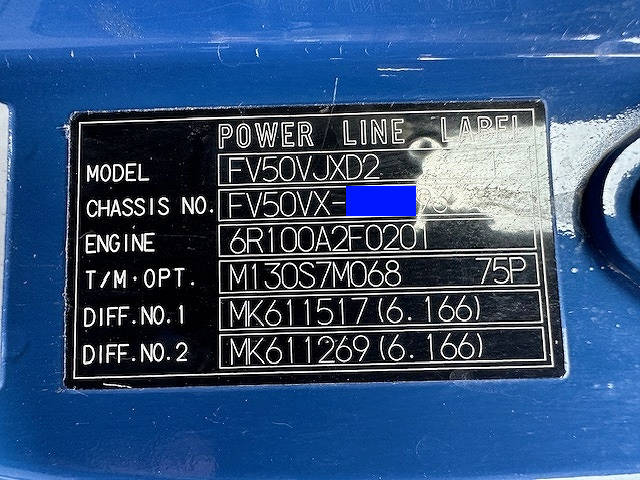 POWER LINE LABEL
MODEL FV50VJXD2
CHASSIS NO. FV50VX-
ENGINE 6R100A2F0201
T/M·OPT. M130S7M068 75P
DIFF.NO.1 MK611517(6.166)
DIFF.NO.2 MK611269(6.166)